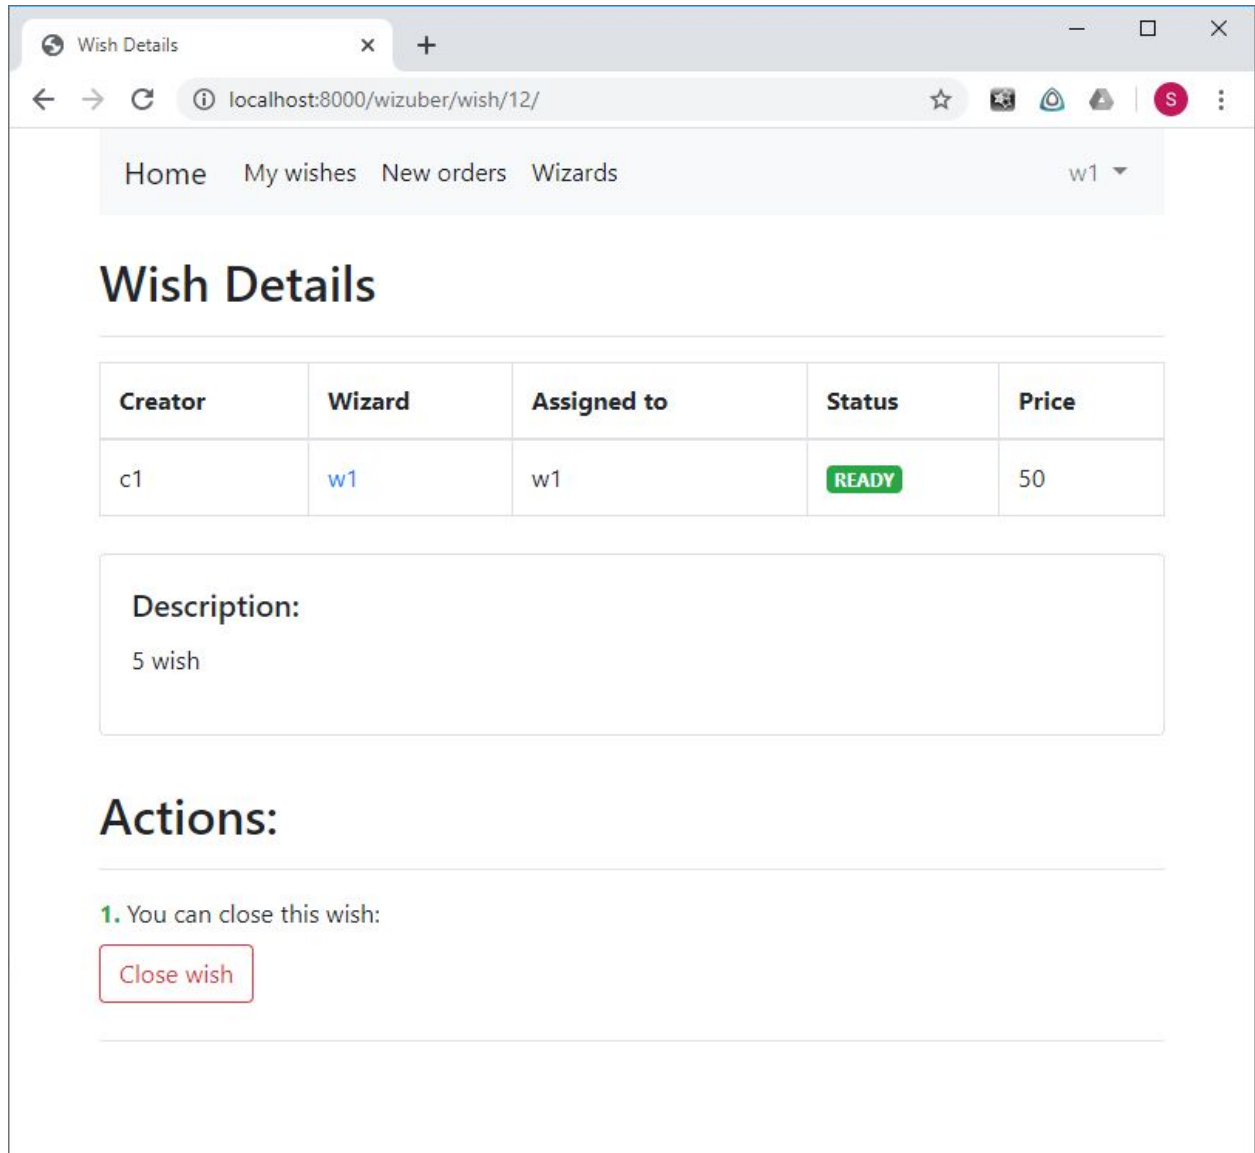 Wish Details
localhost:8000/wizuber/wish/12/
S
Home My wishes New orders Wizards w1
Wish Details
Creator Wizard Assigned to Status Price
c1 w1 w1 READY 50
Description:
5 wish
Actions:
1. You can close this wish:
Close wish